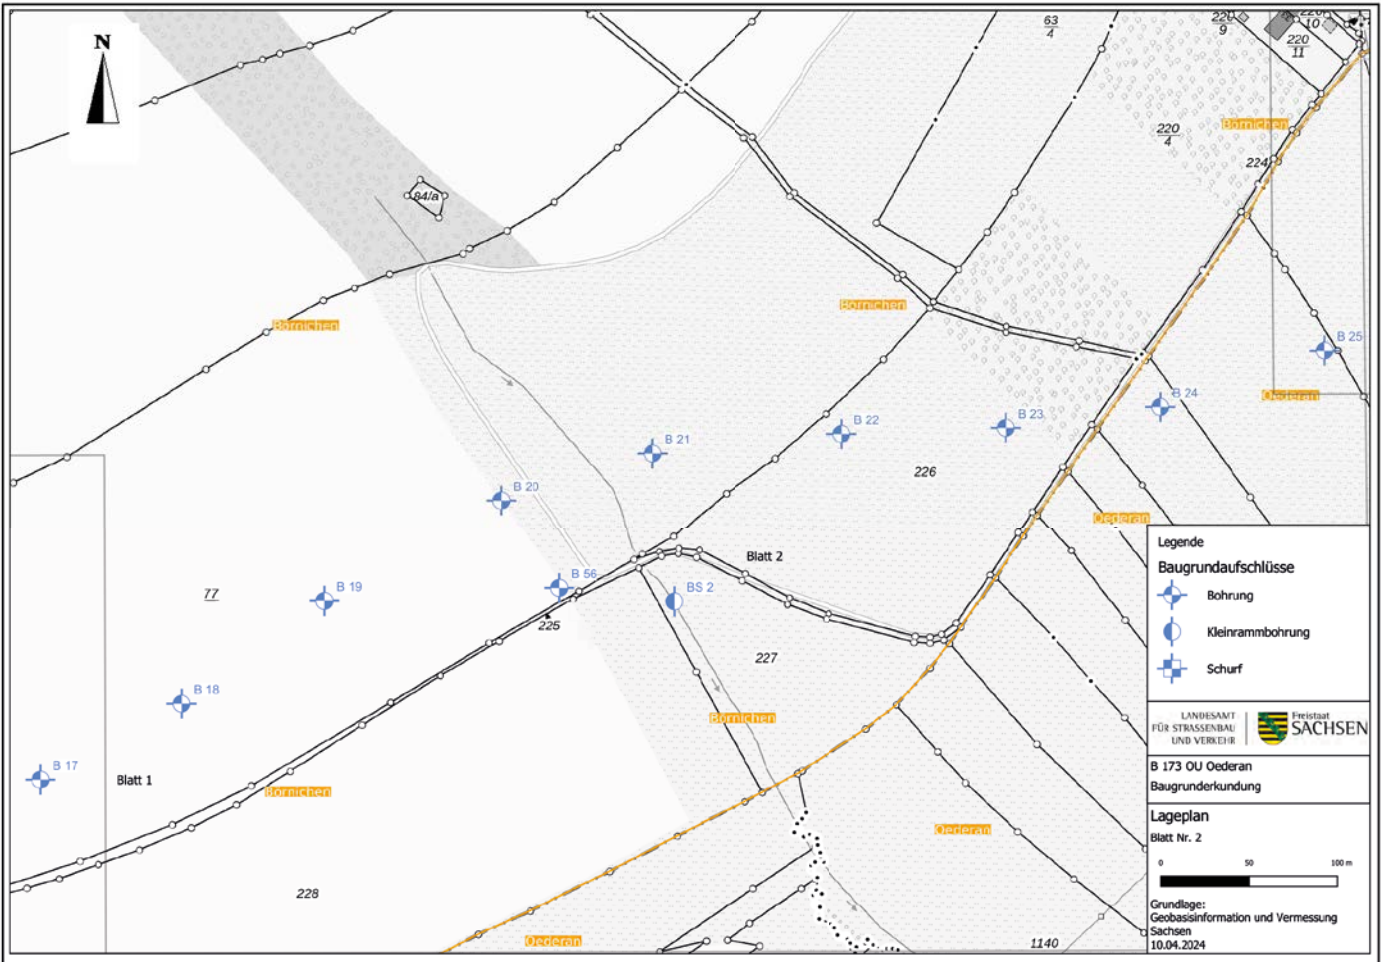 N
63
4
220
9
220
10
220
11
Börnichen
220
4
224
84/a
Börnichen
Börnichen
B 25
B 24
Oederan
B 23
B 22
B 21
226
B 20
Oederan
Blatt 2
B 56
BS 2
B 19
77
225
227
B 18
Börnichen
B 17
Blatt 1
Börnichen
Oederan
228
Oederan
1140
Legende
Baugrundaufschlüsse
Bohrung
Kleinrammbohrung
Schurf
LANDESAMT
FÜR STRASSENBAU
UND VERKEHR
Freistaat
SACHSEN
B 173 OU Oederan
Baugrunderkundung
Lageplan
Blatt Nr. 2
0 50 100 m
Grundlage:
Geobasisinformation und Vermessung
Sachsen
10.04.2024